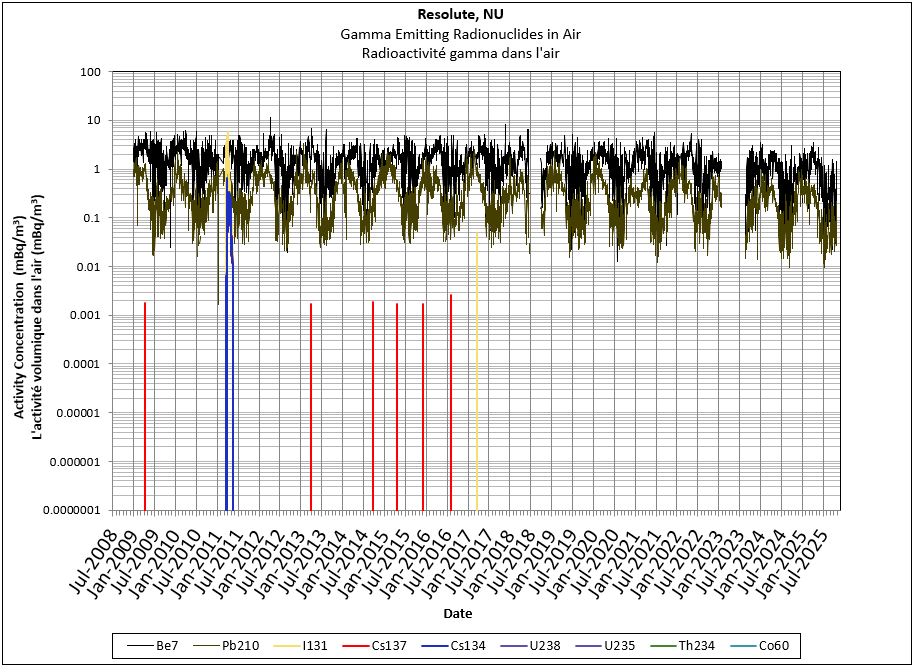 Resolute, NU
Gamma Emitting Radionuclides in Air
Radioactivité gamma dans l'air
Activity Concentration (mBq/m³)
L'activité volumique dans l'air (mBq/m³)
100
10
1
0.1
0.01
0.001
0.0001
0.00001
0.000001
0.0000001
Jul-2008
Jan-2009
Jul-2009
Jan-2010
Jul-2010
Jan-2011
Jul-2011
Jan-2012
Jul-2012
Jan-2013
Jul-2013
Jan-2014
Jul-2014
Jan-2015
Jul-2015
Jan-2016
Jul-2016
Jan-2017
Jul-2017
Jan-2018
Jul-2018
Jan-2019
Jul-2019
Jan-2020
Jul-2020
Jan-2021
Jul-2021
Jan-2022
Jul-2022
Jan-2023
Jul-2023
Jan-2024
Jul-2024
Jan-2025
Jul-2025
Date
Be7 Pb210 I131 Cs137 Cs134 U238 U235 Th234 Co60